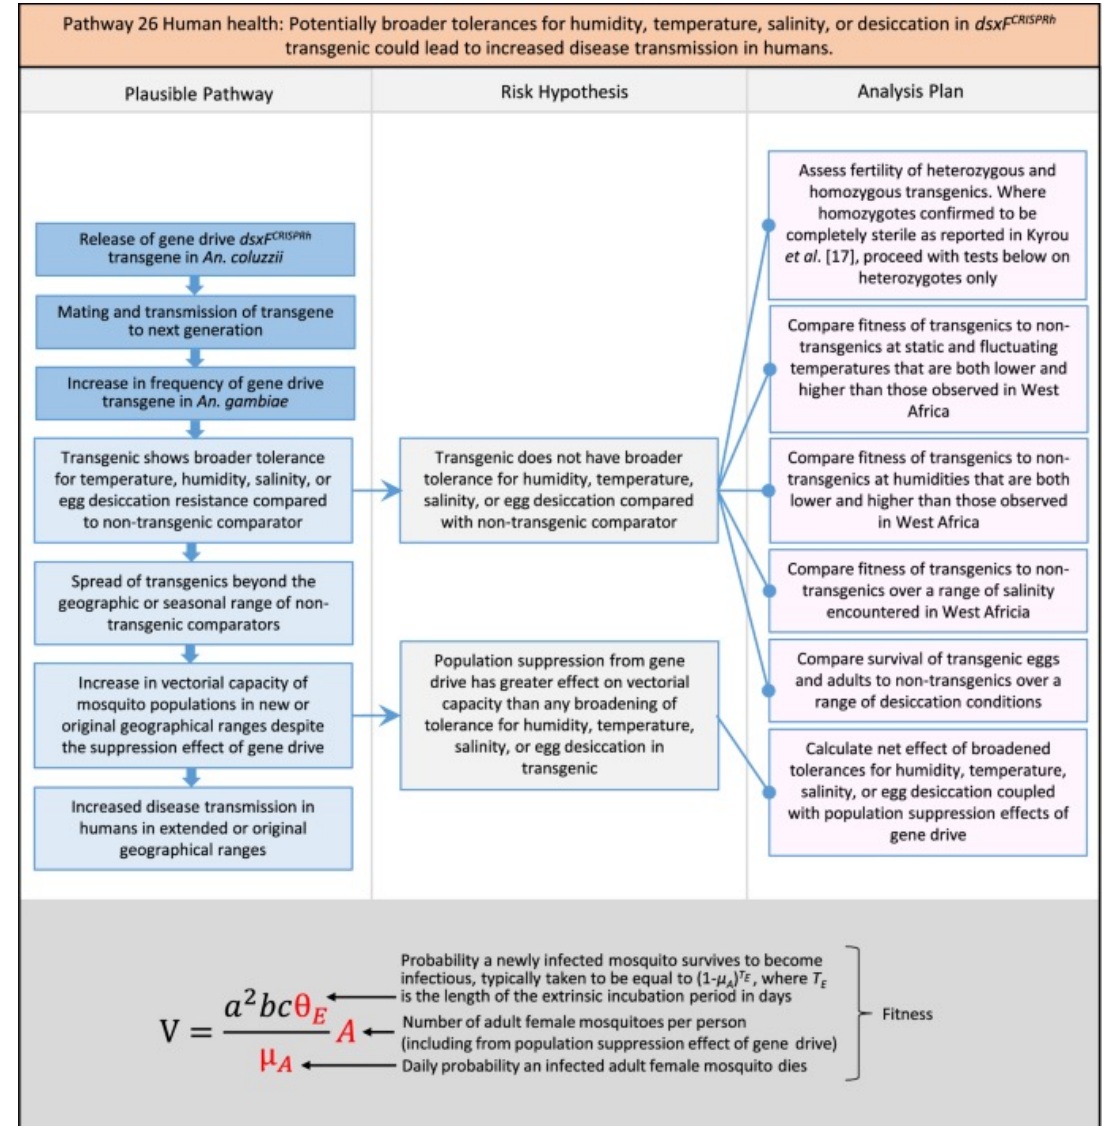 Pathway 26 Human health: Potentially broader tolerances for humidity, temperature, salinity, or desiccation in dsxF^CRISPRh
transgenic could lead to increased disease transmission in humans.
Plausible Pathway
Risk Hypothesis
Analysis Plan
Release of gene drive dsxF^CRISPRh
transgene in An. coluzzii
Mating and transmission of transgene
to next generation
Increase in frequency of gene drive
transgene in An. gambiae
Transgenic shows broader tolerance
for temperature, humidity, salinity, or
egg desiccation resistance compared
to non-transgenic comparator
Spread of transgenics beyond the
geographic or seasonal range of non-
transgenic comparators
Increase in vectorial capacity of
mosquito populations in new or
original geographical ranges despite
the suppression effect of gene drive
Increased disease transmission in
humans in extended or original
geographical ranges
Transgenic does not have broader
tolerance for humidity, temperature,
salinity, or egg desiccation compared
with non-transgenic comparator
Population suppression from gene
drive has greater effect on vectorial
capacity than any broadening of
tolerance for humidity, temperature,
salinity, or egg desiccation in
transgenic
Assess fertility of heterozygous and
homozygous transgenics. Where
homozygotes confirmed to be
completely sterile as reported in Kyrou
et al. [17], proceed with tests below on
heterozygotes only
Compare fitness of transgenics to non-
transgenics at static and fluctuating
temperatures that are both lower and
higher than those observed in West
Africa
Compare fitness of transgenics to non-
transgenics at humidities that are both
lower and higher than those observed
in West Africa
Compare fitness of transgenics to non-
transgenics over a range of salinity
encountered in West Africia
Compare survival of transgenic eggs
and adults to non-transgenics over a
range of desiccation conditions
Calculate net effect of broadened
tolerances for humidity, temperature,
salinity, or egg desiccation coupled
with population suppression effects of
gene drive
V = a²bcθ_E / μ_A A
Probability a newly infected mosquito survives to become
infectious, typically taken to be equal to (1-μ_A)^T_E, where T_E
is the length of the extrinsic incubation period in days
Number of adult female mosquitoes per person
(including from population suppression effect of gene drive)
Daily probability an infected adult female mosquito dies
Fitness